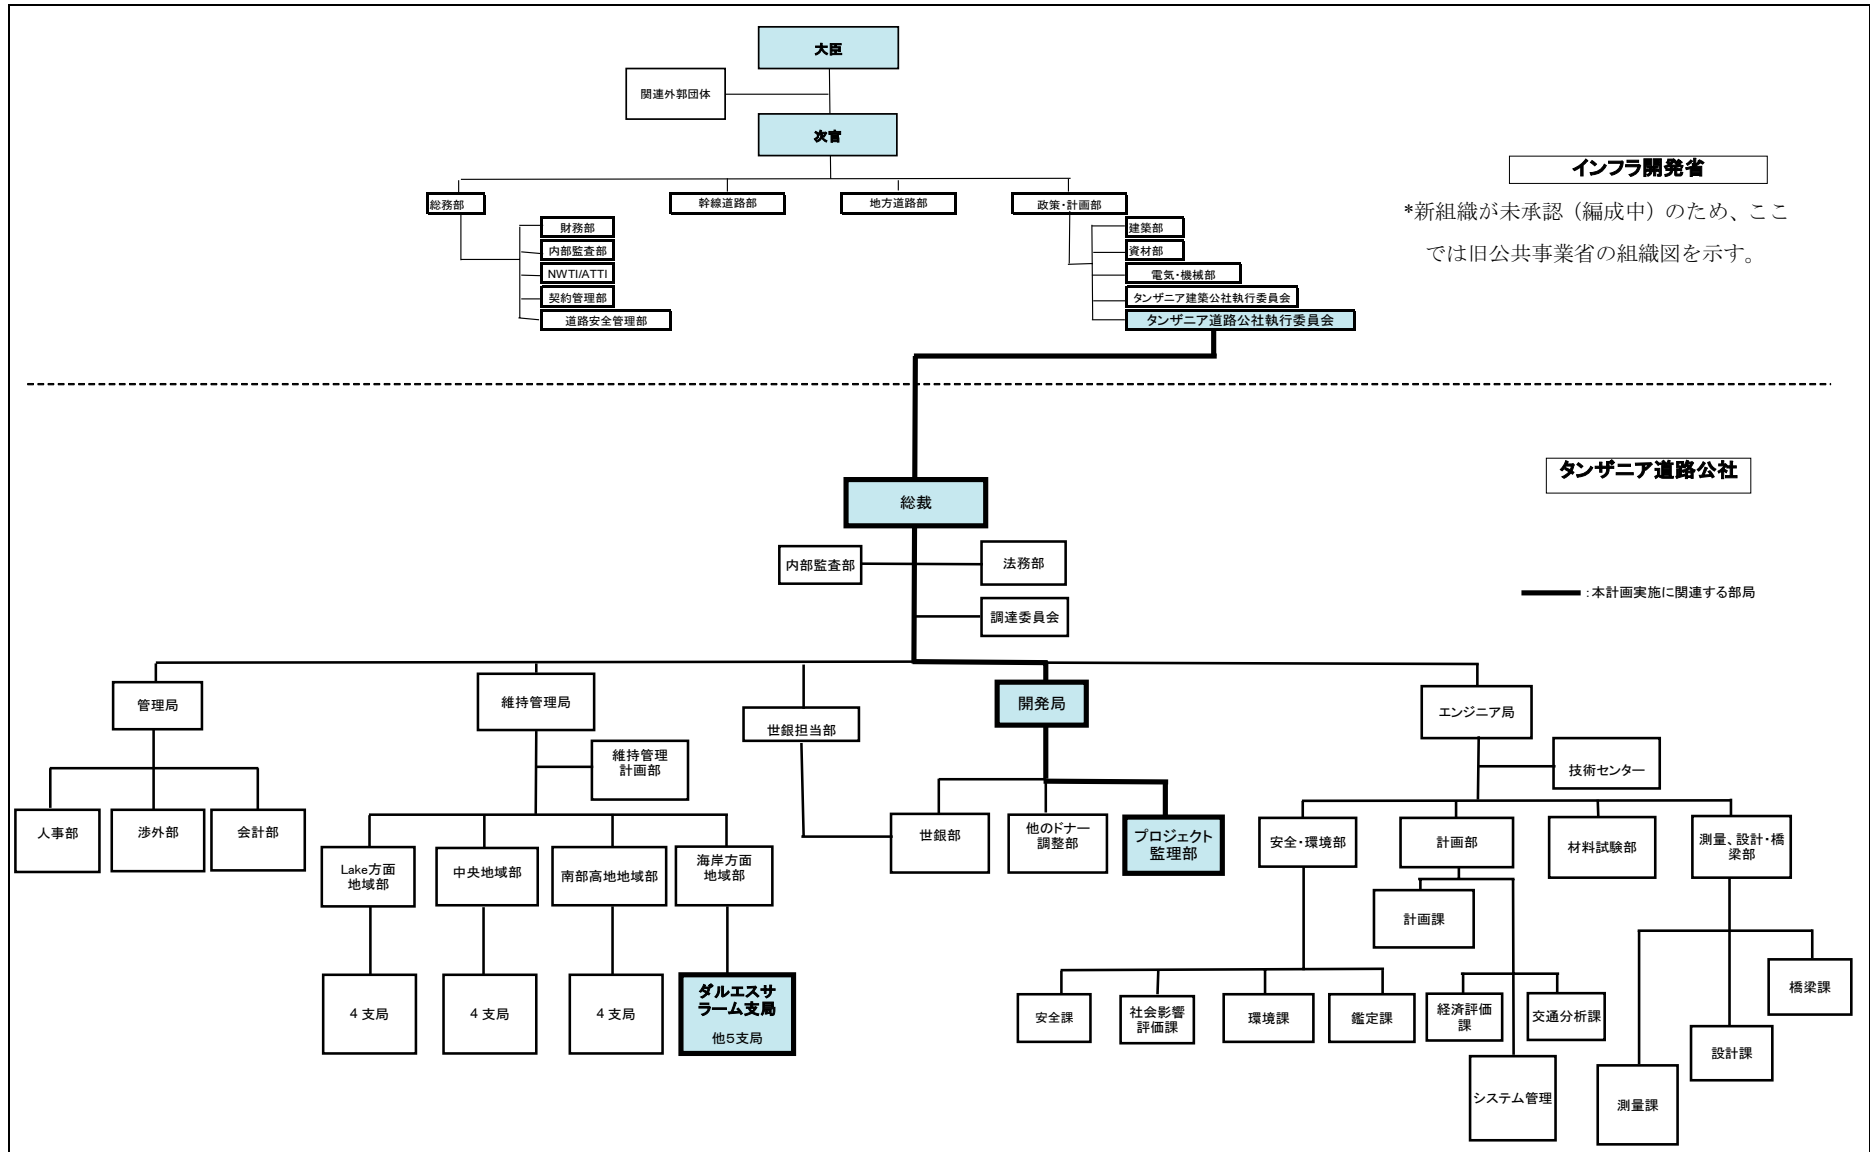 大臣
関連外郭団体
次官
インフラ開発省
*新組織が未承認（編成中）のため、ここ
では旧公共事業省の組織図を示す。
総務部
幹線道路部
地方道路部
政策・計画部
財務部
内部監査部
NWTI/ATTI
契約管理部
道路安全管理部
建築部
資材部
電気・機械部
タンザニア建築公社執行委員会
タンザニア道路公社執行委員会
タンザニア道路公社
総裁
内部監査部
法務部
調達委員会
:本計画実施に関連する部局
管理局
維持管理局
世銀担当部
開発局
エンジニア局
維持管理
計画部
技術センター
人事部
渉外部
会計部
Lake方面
地域部
中央地域部
南部高地地域部
海岸方面
地域部
世銀部
他のドナー
調整部
プロジェクト
監理部
安全・環境部
計画部
材料試験部
測量、設計・橋
梁部
計画課
4 支局
4 支局
4 支局
ダルエスサ
ラーム支局
他5支局
安全課
社会影響
評価課
環境課
鑑定課
経済評価
課
交通分析課
橋梁課
設計課
システム管理
測量課